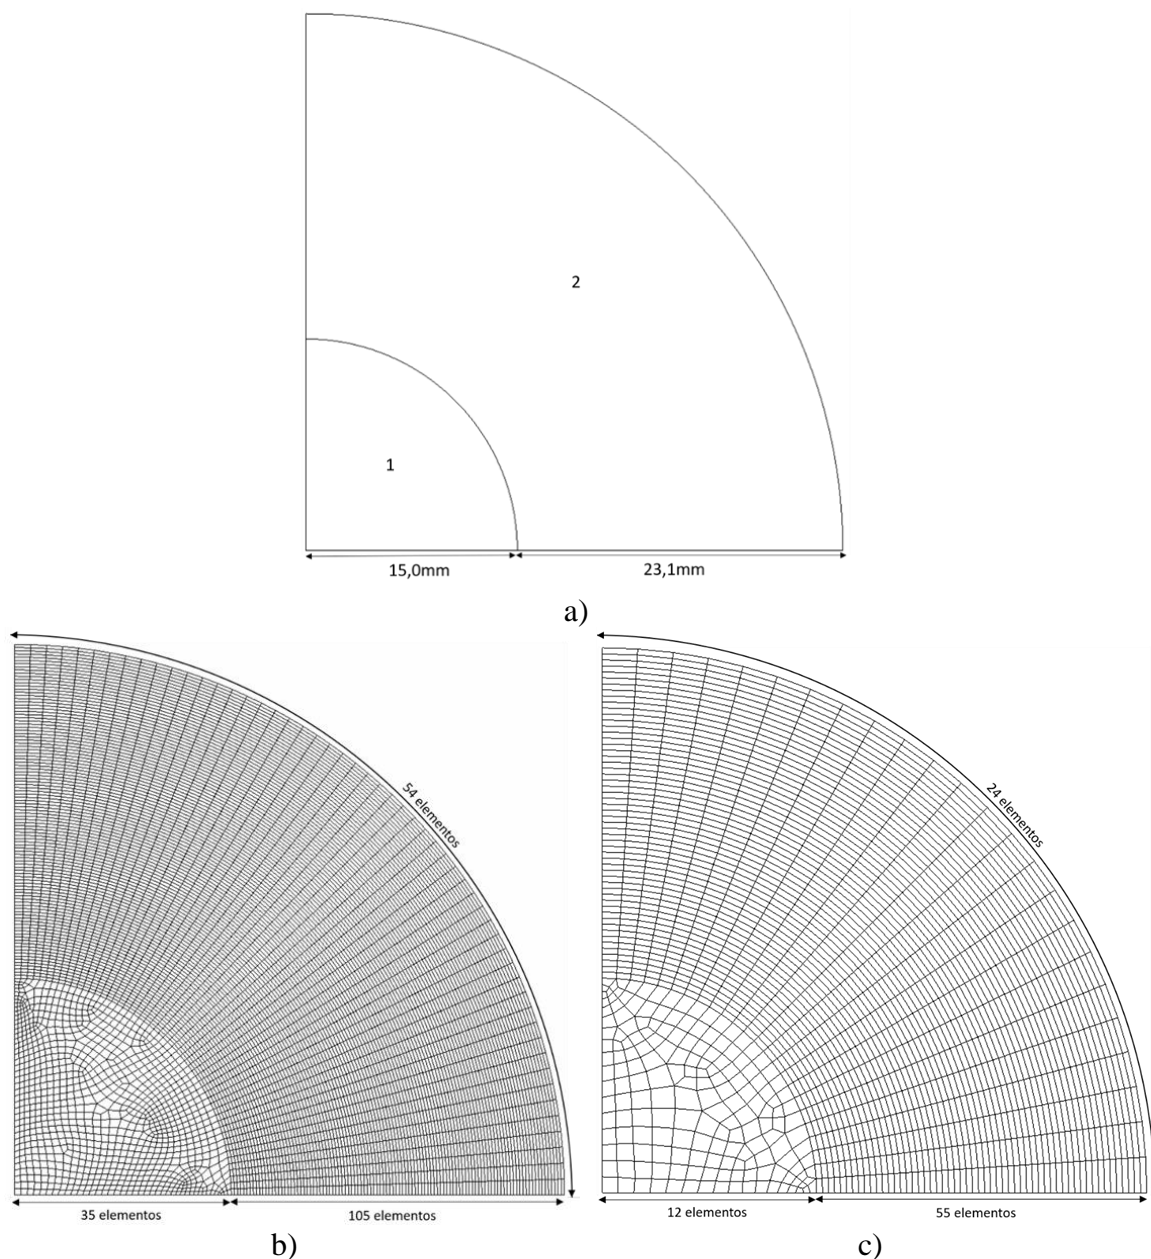 2
1
15,0mm
23,1mm
a)
54 elementos
24 elementos
35 elementos
105 elementos
12 elementos
55 elementos
b)
c)